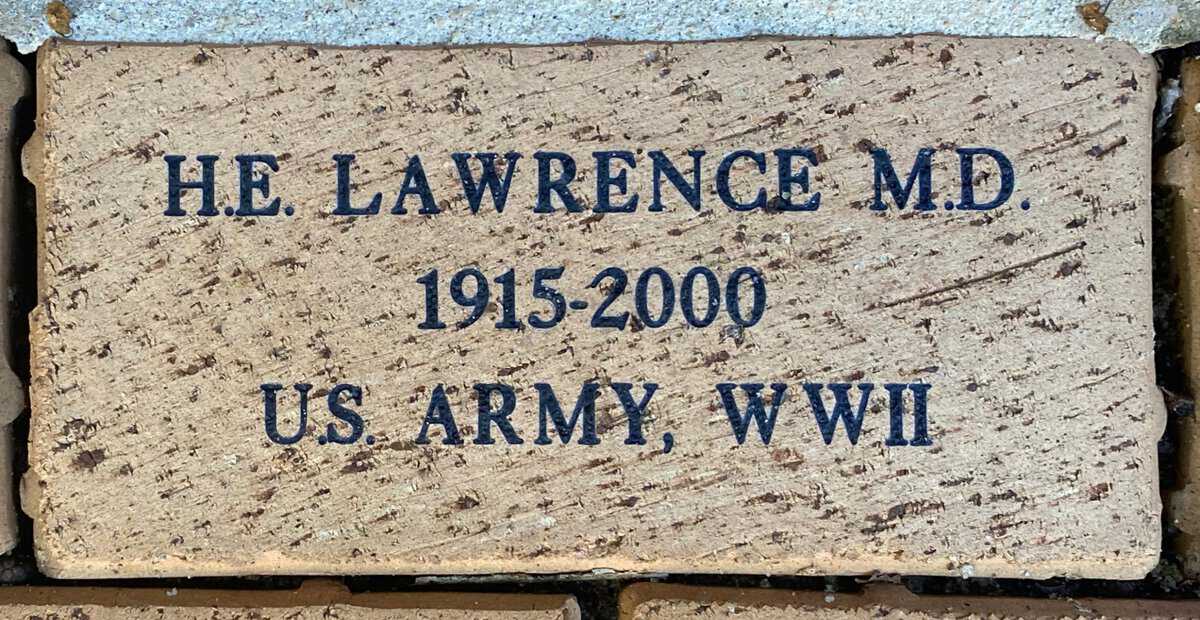 H.E. LAWRENCE M.D.
1915-2000
U.S. ARMY, WWII